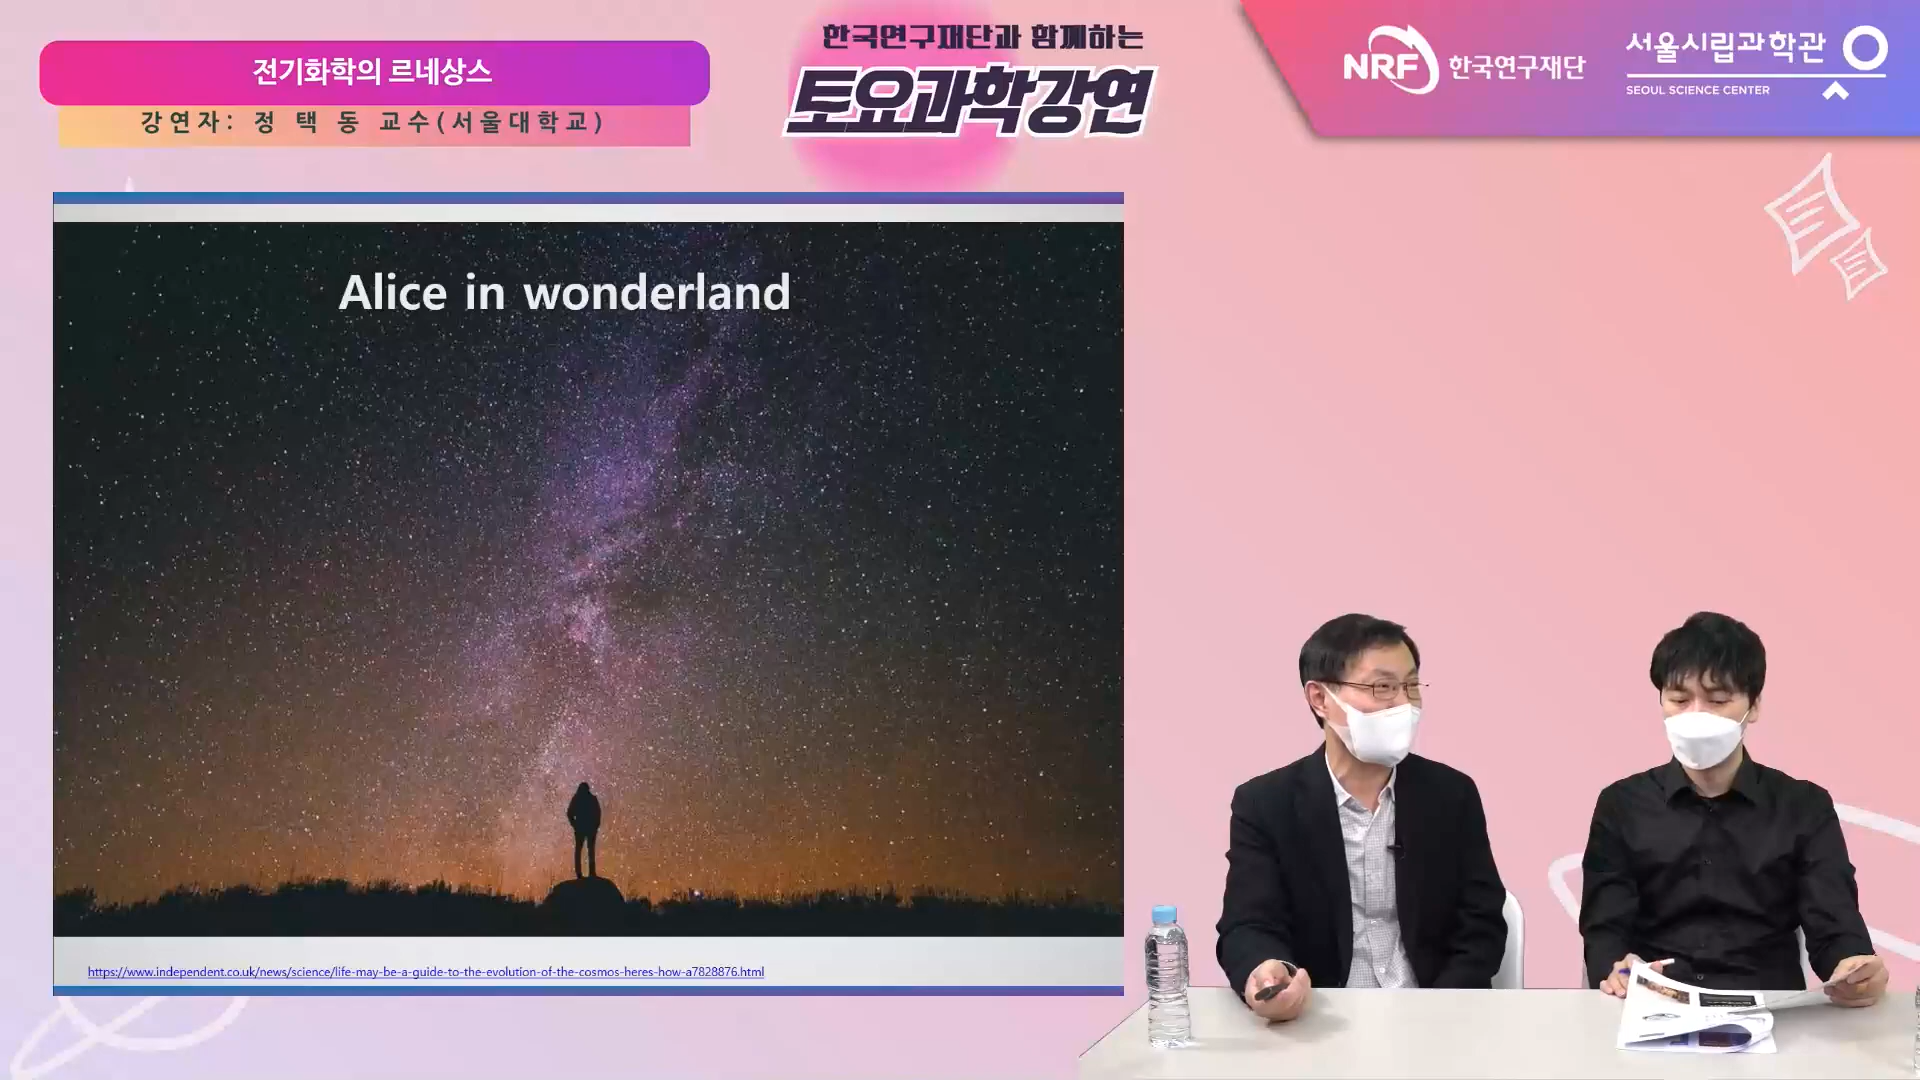 전기화학의 르네상스
강연자: 정 택 동 교수(서울대학교)
한국연구재단과 함께하는
토요과학강연
NRF 한국연구재단
서울시립과학관
SEOUL SCIENCE CENTER
Alice in wonderland
https://www.independent.co.uk/news/science/life-may-be-a-guide-to-the-evolution-of-the-cosmos-heres-how-a7828876.html